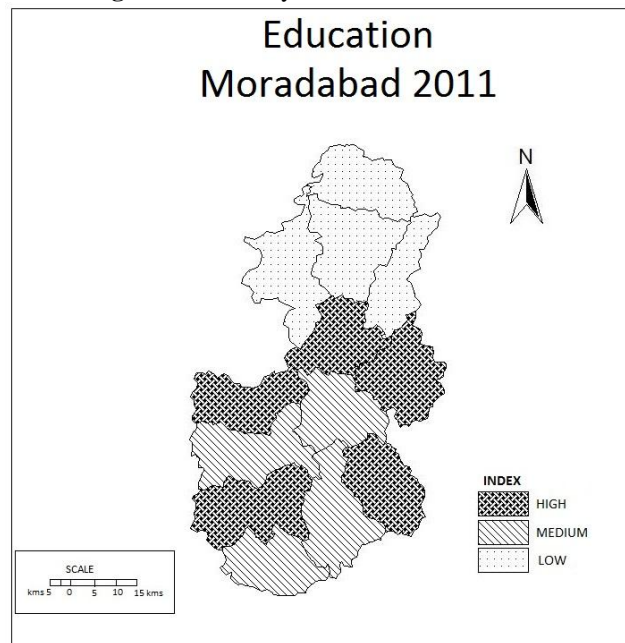 Education
Moradabad 2011
N
INDEX
HIGH
MEDIUM
LOW
SCALE
kms 5 0 5 10 15 kms